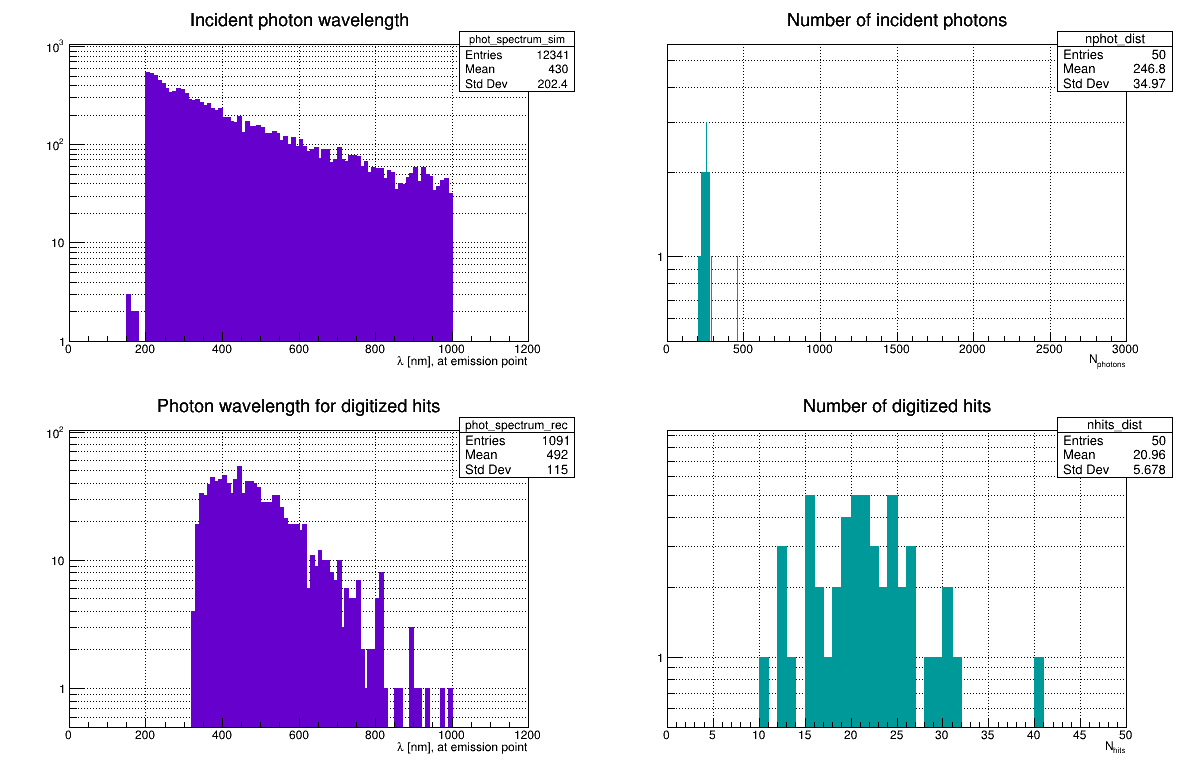 Incident photon wavelength
phot_spectrum_sim
Entries 12341
Mean 430
Std Dev 202.4
10³
10²
10
1
0 200 400 600 800 1000 1200
λ [nm], at emission point
Number of incident photons
nphot_dist
Entries 50
Mean 246.8
Std Dev 34.97
1
0 500 1000 1500 2000 2500 3000
N_photons
Photon wavelength for digitized hits
phot_spectrum_rec
Entries 1091
Mean 492
Std Dev 115
10²
10
1
0 200 400 600 800 1000 1200
λ [nm], at emission point
Number of digitized hits
nhits_dist
Entries 50
Mean 20.96
Std Dev 5.678
1
0 5 10 15 20 25 30 35 40 45 50
N_hits